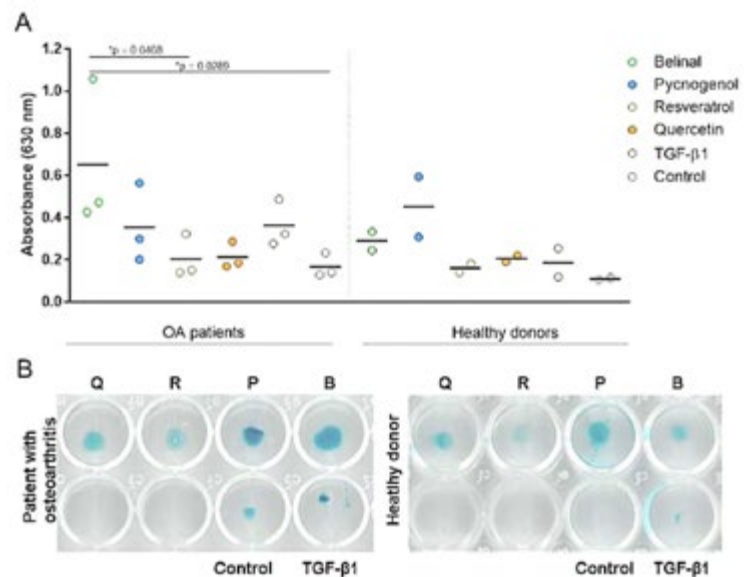 A
*p = 0.0468
*p = 0.0286
Absorbance (630 nm)
1.2
1.0
0.8
0.6
0.4
0.2
0.0
OA patients
Healthy donors
Belinal
Pycnogenol
Resveratrol
Quercetin
TGF-β1
Control
B
Q R P B
Patient with
osteoarthritis
Control TGF-β1
Q R P B
Healthy donor
Control TGF-β1